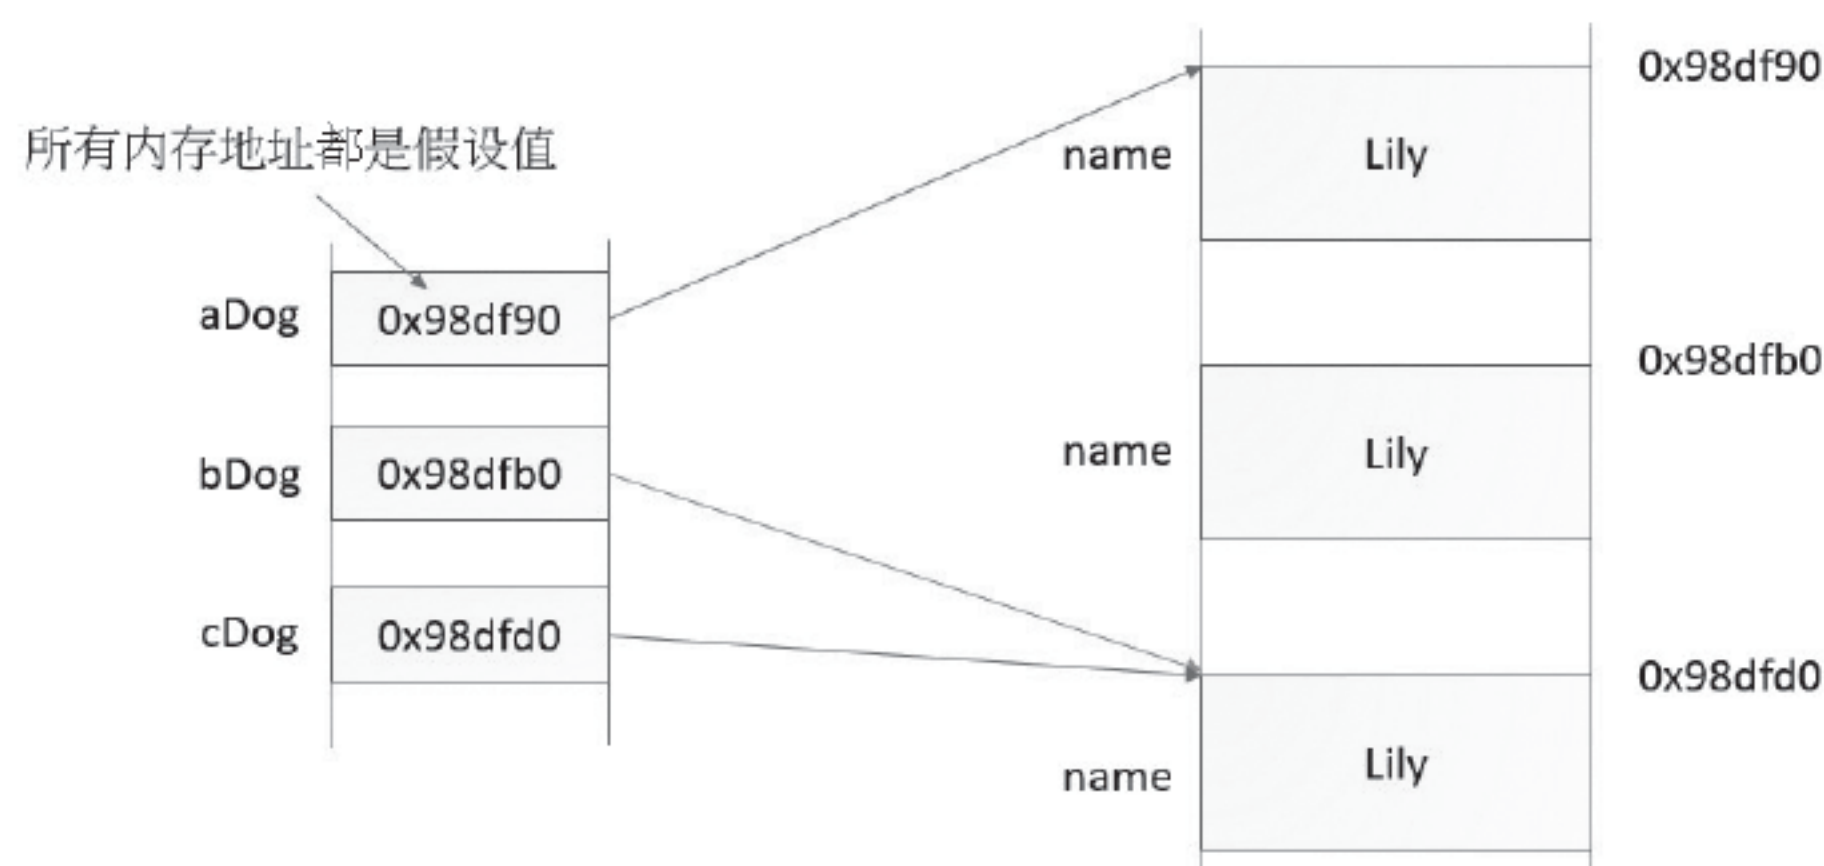 所有内存地址都是假设值
aDog 0x98df90
bDog 0x98dfb0
cDog 0x98dfd0
0x98df90
name Lily
0x98dfb0
name Lily
0x98dfd0
name Lily